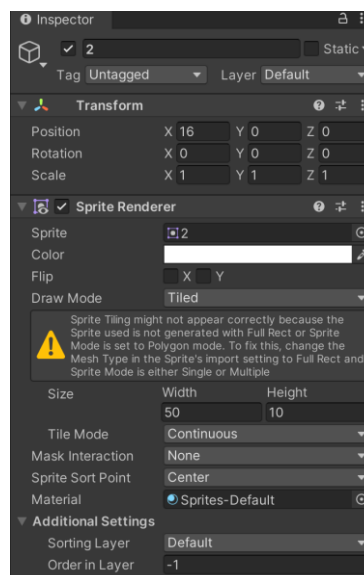 Inspector
2 Static
Tag Untagged Layer Default
Transform
Position X 16 Y 0 Z 0
Rotation X 0 Y 0 Z 0
Scale X 1 Y 1 Z 1
Sprite Renderer
Sprite 2
Color
Flip X Y
Draw Mode Tiled
Sprite Tiling might not appear correctly because the
Sprite used is not generated with Full Rect or Sprite
Mode is set to Polygon mode. To fix this, change the
Mesh Type in the Sprite's import setting to Full Rect and
Sprite Mode is either Single or Multiple
Size Width Height
50 10
Tile Mode Continuous
Mask Interaction None
Sprite Sort Point Center
Material Sprites-Default
Additional Settings
Sorting Layer Default
Order in Layer -1